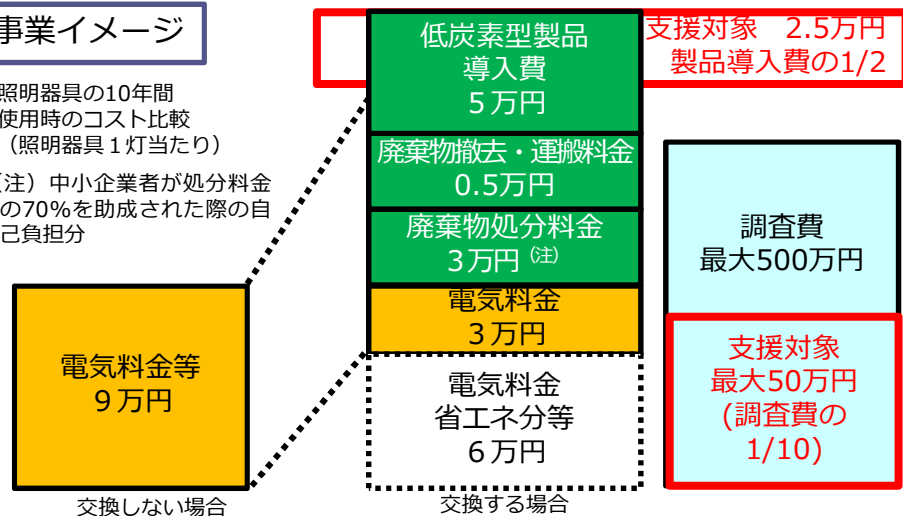 事業イメージ
照明器具の10年間
使用時のコスト比較
（照明器具１灯当たり）
（注）中小企業者が処分料金
の70％を助成された際の自
己負担分
電気料金等
９万円
交換しない場合
低炭素型製品
導入費
５万円
廃棄物撤去・運搬料金
0.5万円
廃棄物処分料金
３万円（注）
電気料金
３万円
電気料金
省エネ分等
６万円
交換する場合
支援対象　2.5万円
製品導入費の1/2
調査費
最大500万円
支援対象
最大50万円
(調査費の
1/10)